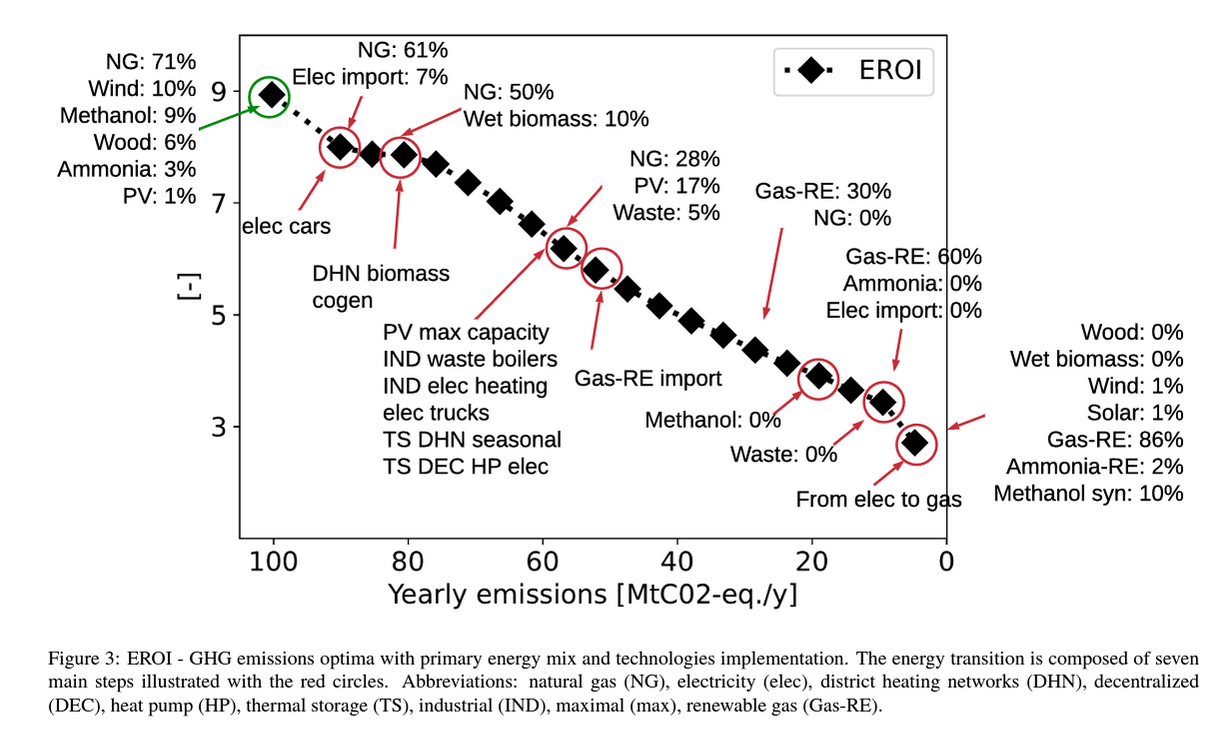 NG: 71%
Wind: 10%
Methanol: 9%
Wood: 6%
Ammonia: 3%
PV: 1%
NG: 61%
Elec import: 7%
NG: 50%
Wet biomass: 10%
EROI
NG: 28%
PV: 17%
Waste: 5%
Gas-RE: 30%
NG: 0%
Gas-RE: 60%
Ammonia: 0%
Elec import: 0%
elec cars
DHN biomass
cogen
PV max capacity
IND waste boilers
IND elec heating
elec trucks
TS DHN seasonal
TS DEC HP elec
Gas-RE import
Methanol: 0%
Waste: 0%
From elec to gas
Wood: 0%
Wet biomass: 0%
Wind: 1%
Solar: 1%
Gas-RE: 86%
Ammonia-RE: 2%
Methanol syn: 10%
[-]
9
7
5
3
100
80
60
40
20
0
Yearly emissions [MtC02-eq./y]
Figure 3: EROI - GHG emissions optima with primary energy mix and technologies implementation. The energy transition is composed of seven
main steps illustrated with the red circles. Abbreviations: natural gas (NG), electricity (elec), district heating networks (DHN), decentralized
(DEC), heat pump (HP), thermal storage (TS), industrial (IND), maximal (max), renewable gas (Gas-RE).